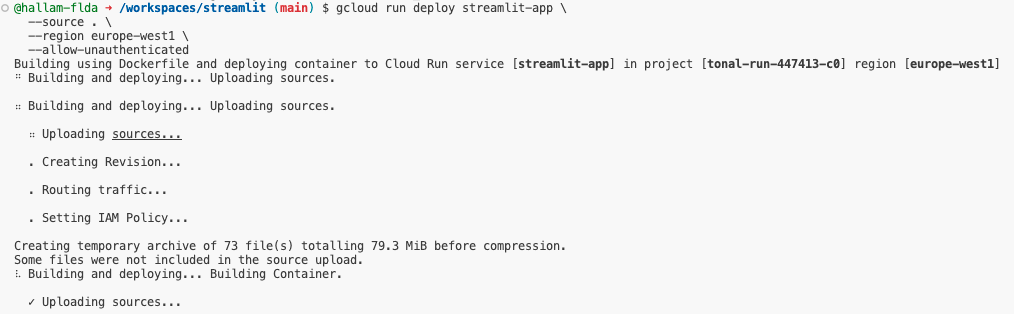 @hallam-flda → /workspaces/streamlit (main) $ gcloud run deploy streamlit-app \
--source . \
--region europe-west1 \
--allow-unauthenticated
Building using Dockerfile and deploying container to Cloud Run service [streamlit-app] in project [tonal-run-447413-c0] region [europe-west1]
⠛ Building and deploying... Uploading sources.
⠶ Building and deploying... Uploading sources.
⠶ Uploading sources...
. Creating Revision...
. Routing traffic...
. Setting IAM Policy...
Creating temporary archive of 73 file(s) totalling 79.3 MiB before compression.
Some files were not included in the source upload.
⠧ Building and deploying... Building Container.
✓ Uploading sources...